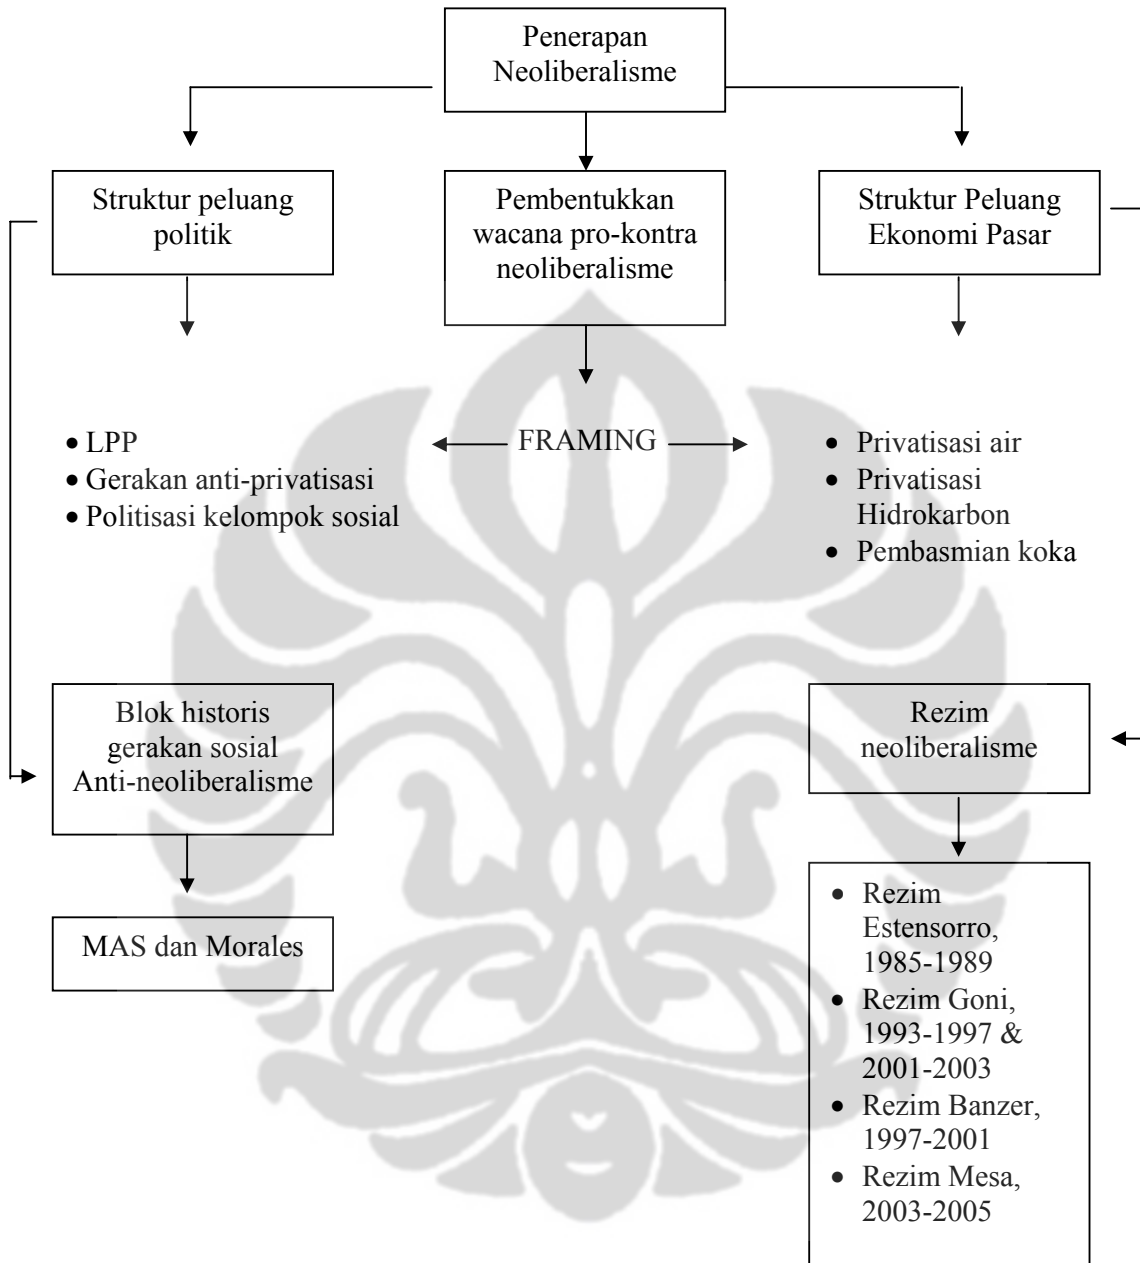 Penerapan
Neoliberalisme
Struktur peluang
politik
Pembentukkan
wacana pro-kontra
neoliberalisme
Struktur Peluang
Ekonomi Pasar
• LPP
• Gerakan anti-privatisasi
• Politisasi kelompok sosial
FRAMING
• Privatisasi air
• Privatisasi
Hidrokarbon
• Pembasmian koka
Blok historis
gerakan sosial
Anti-neoliberalisme
Rezim
neoliberalisme
MAS dan Morales
• Rezim
Estensorro,
1985-1989
• Rezim Goni,
1993-1997 &
2001-2003
• Rezim Banzer,
1997-2001
• Rezim Mesa,
2003-2005